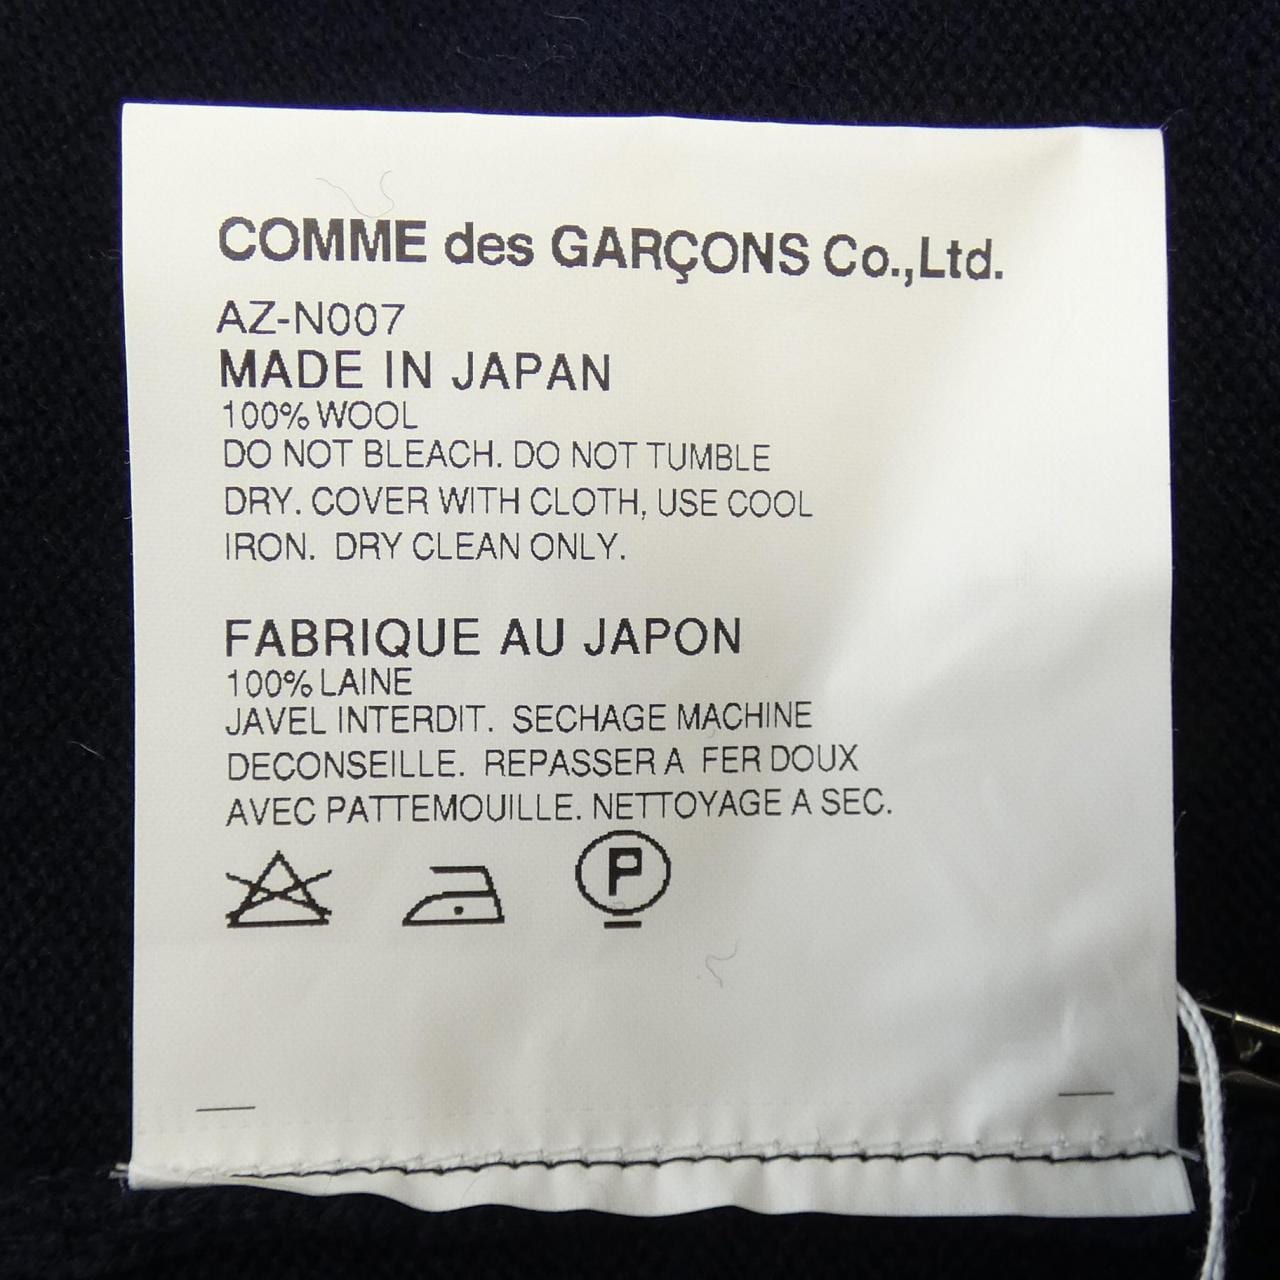 COMME des GARÇONS Co.,Ltd.
AZ-N007
MADE IN JAPAN
100% WOOL
DO NOT BLEACH. DO NOT TUMBLE
DRY. COVER WITH CLOTH, USE COOL
IRON. DRY CLEAN ONLY.
FABRIQUE AU JAPON
100% LAINE
JAVEL INTERDIT. SECHAGE MACHINE
DECONSEILLE. REPASSER A FER DOUX
AVEC PATTEMOUILLE. NETTOYAGE A SEC.
P